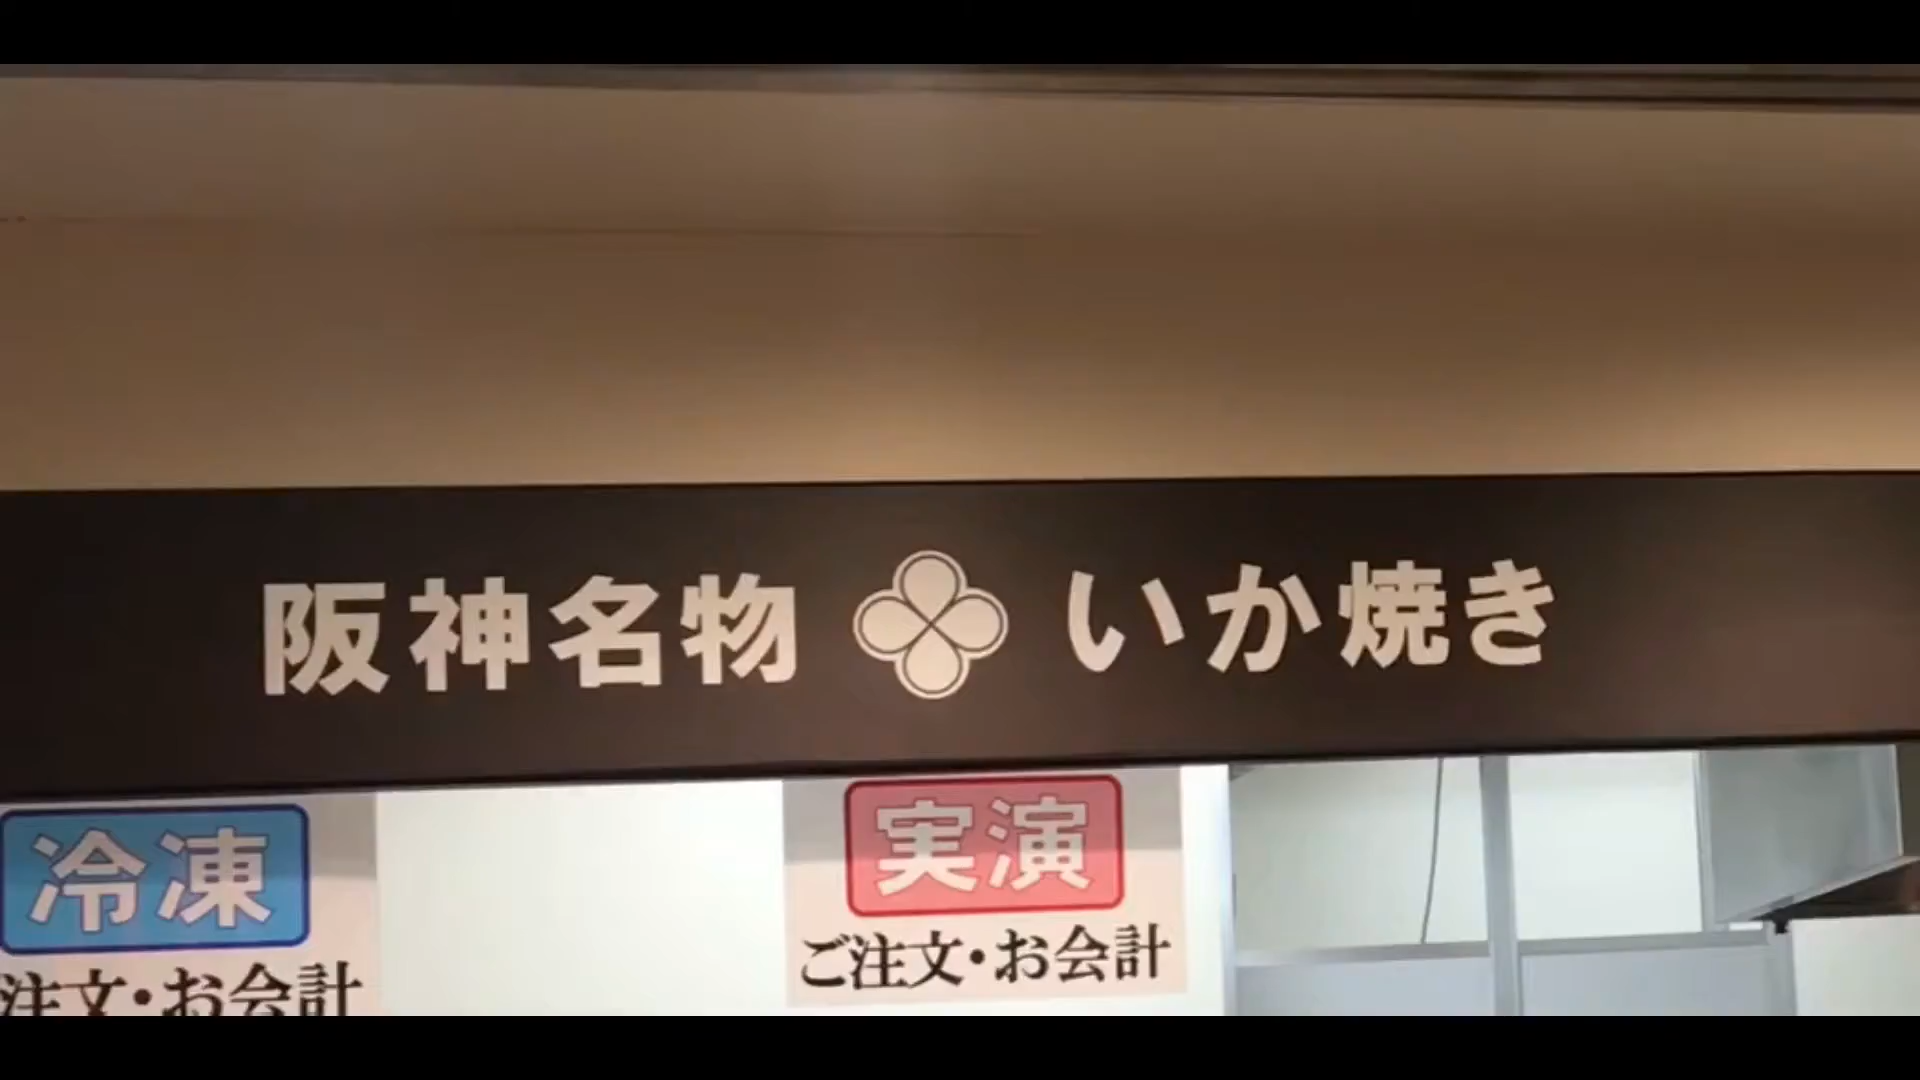 阪神名物 いか焼き
冷凍
注文・お会計
実演
ご注文・お会計